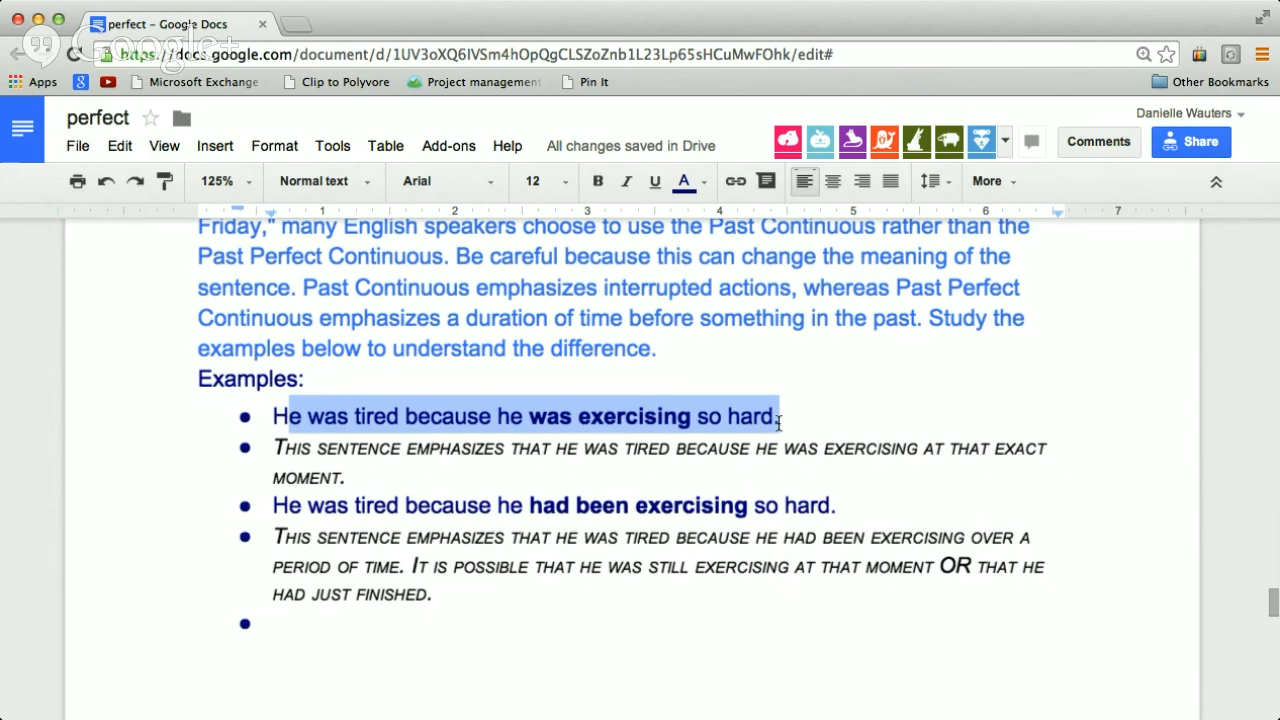 perfect – Google Docs
Google+
https://docs.google.com/document/d/1UV3oXQ6IVSm4hOpQgCLSZoZnb1L23Lp65sHCuMwFOhk/edit#
Apps Microsoft Exchange Clip to Polyvore Project management Pin It Other Bookmarks
perfect Danielle Wauters
File Edit View Insert Format Tools Table Add-ons Help All changes saved in Drive Comments Share
125% Normal text Arial 12 B I U A More
1 2 3 4 5 6 7
Friday," many English speakers choose to use the Past Continuous rather than the
Past Perfect Continuous. Be careful because this can change the meaning of the
sentence. Past Continuous emphasizes interrupted actions, whereas Past Perfect
Continuous emphasizes a duration of time before something in the past. Study the
examples below to understand the difference.
Examples:
● He was tired because he was exercising so hard.
● THIS SENTENCE EMPHASIZES THAT HE WAS TIRED BECAUSE HE WAS EXERCISING AT THAT EXACT
MOMENT.
● He was tired because he had been exercising so hard.
● THIS SENTENCE EMPHASIZES THAT HE WAS TIRED BECAUSE HE HAD BEEN EXERCISING OVER A
PERIOD OF TIME. IT IS POSSIBLE THAT HE WAS STILL EXERCISING AT THAT MOMENT OR THAT HE
HAD JUST FINISHED.
●